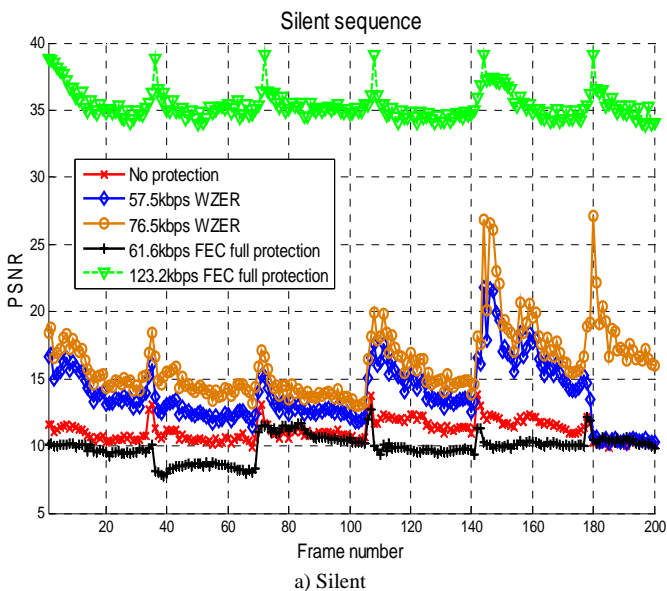 Silent sequence
40
35
30
25
20
15
10
5
PSNR
No protection
57.5kbps WZER
76.5kbps WZER
61.6kbps FEC full protection
123.2kbps FEC full protection
20 40 60 80 100 120 140 160 180 200
Frame number
a) Silent